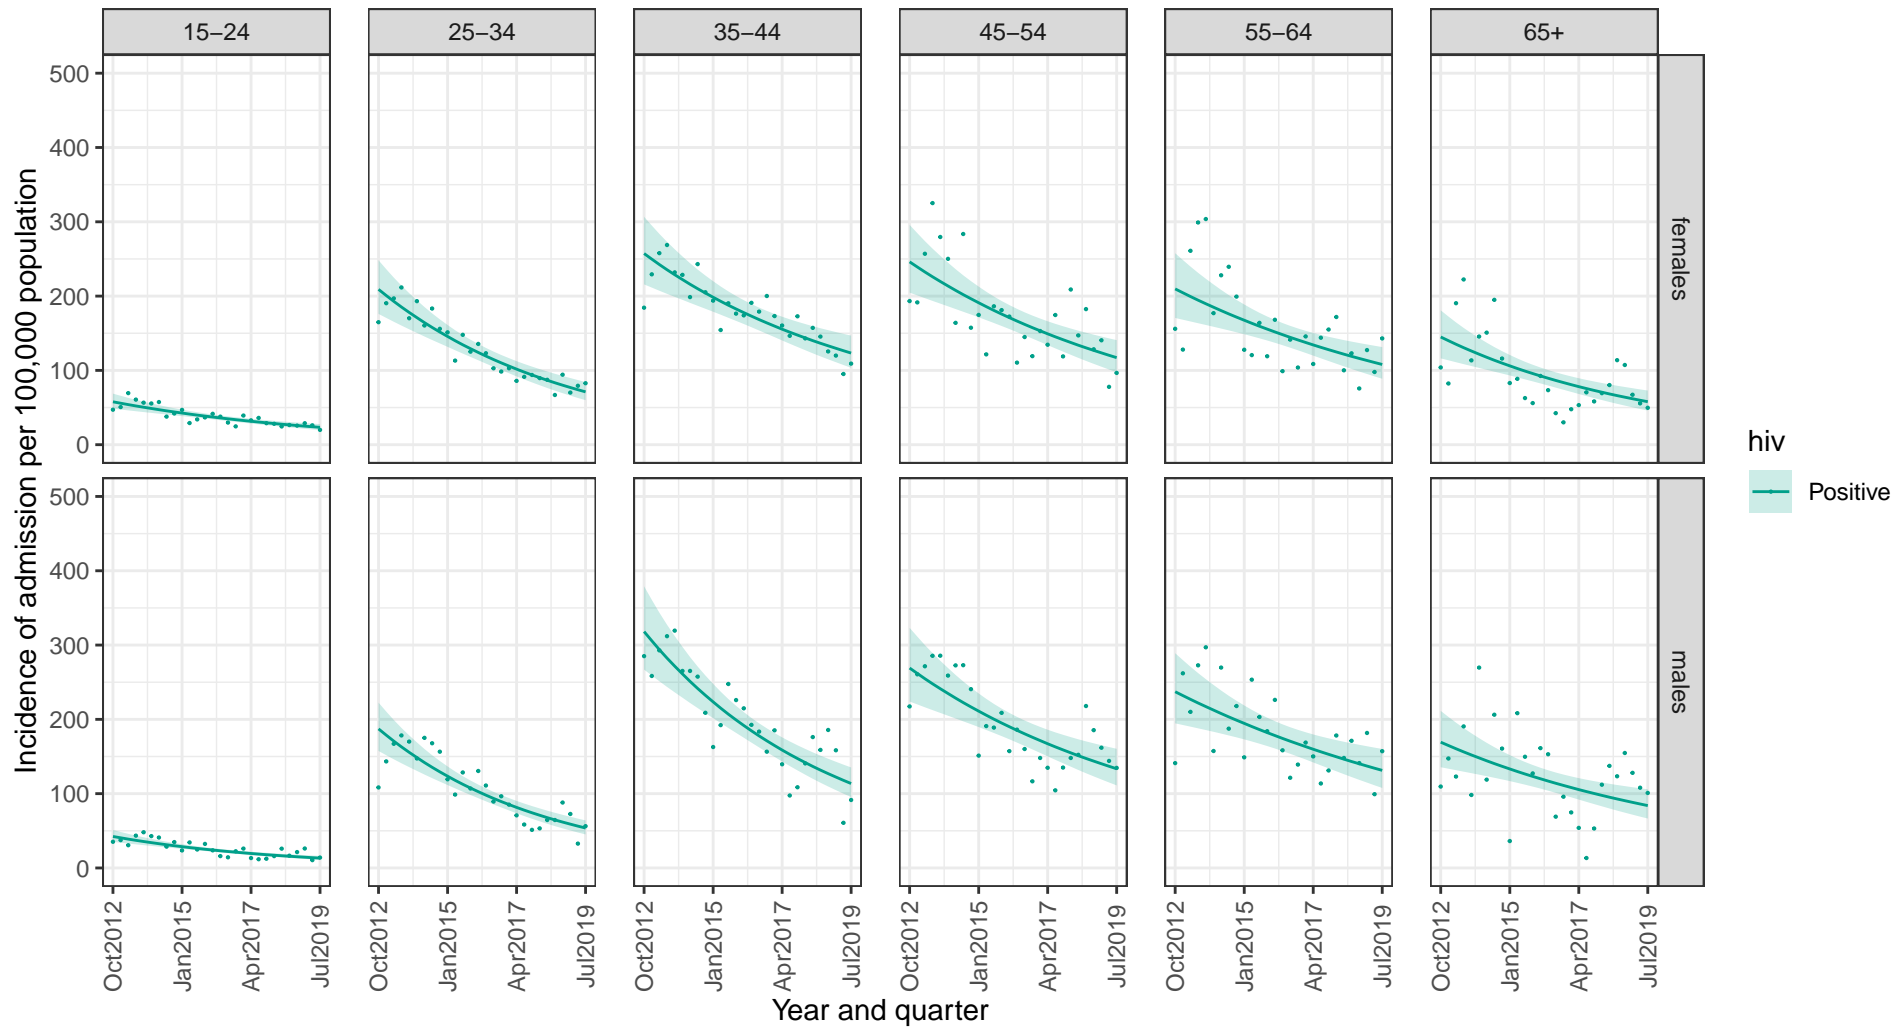 15−24 25−34 35−44 45−54 55−64 65+
Incidence of admission per 100,000 population
500
400
300
200
100
0
females
500
400
300
200
100
0
males
hiv
Positive
Oct2012 Jan2015 Apr2017 Jul2019 Oct2012 Jan2015 Apr2017 Jul2019 Oct2012 Jan2015 Apr2017 Jul2019 Oct2012 Jan2015 Apr2017 Jul2019 Oct2012 Jan2015 Apr2017 Jul2019 Oct2012 Jan2015 Apr2017 Jul2019
Year and quarter